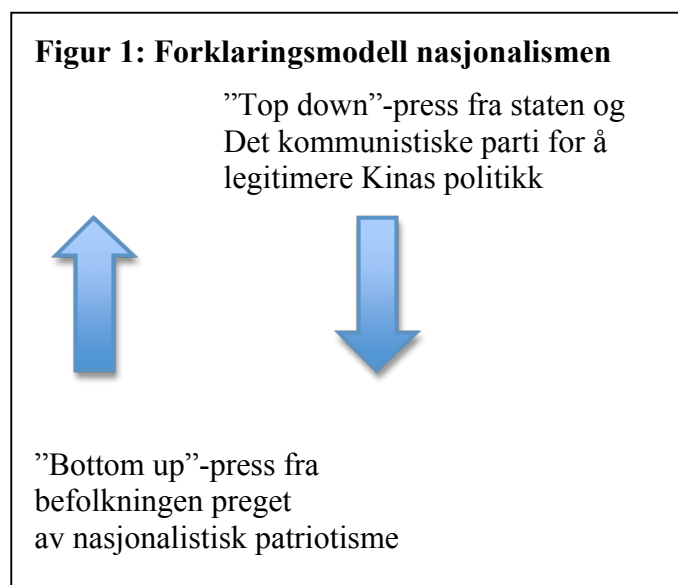 Figur 1: Forklaringsmodell nasjonalismen
”Top down”-press fra staten og
Det kommunistiske parti for å
legitimere Kinas politikk
”Bottom up”-press fra
befolkningen preget
av nasjonalistisk patriotisme